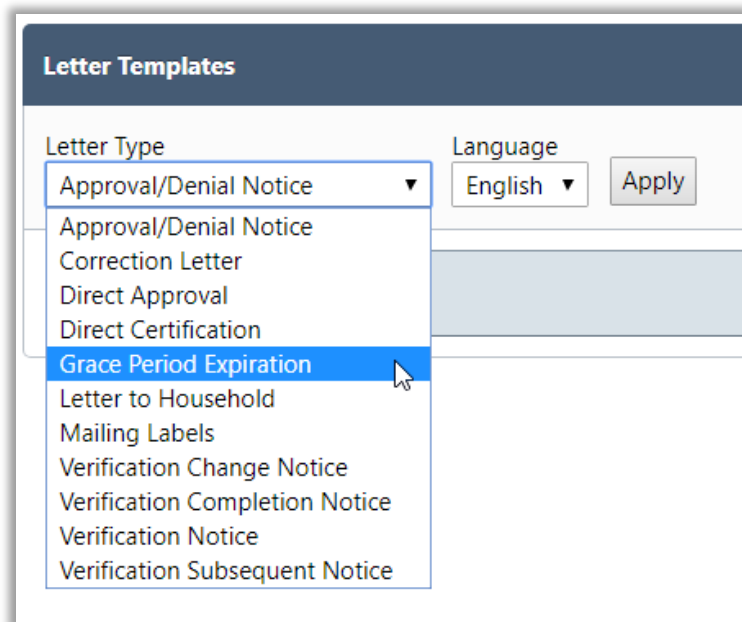 Letter Templates
Letter Type Language
Approval/Denial Notice English Apply
Approval/Denial Notice
Correction Letter
Direct Approval
Direct Certification
Grace Period Expiration
Letter to Household
Mailing Labels
Verification Change Notice
Verification Completion Notice
Verification Notice
Verification Subsequent Notice